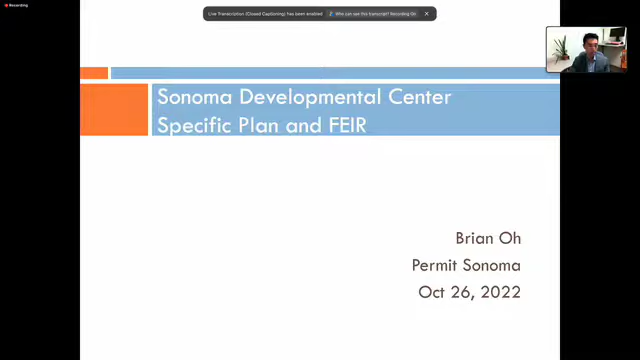 Recording
Live Transcription (Closed Captioning) has been enabled
Who can see this transcript? Recording On
Sonoma Developmental Center
Specific Plan and FEIR
Brian Oh
Permit Sonoma
Oct 26, 2022